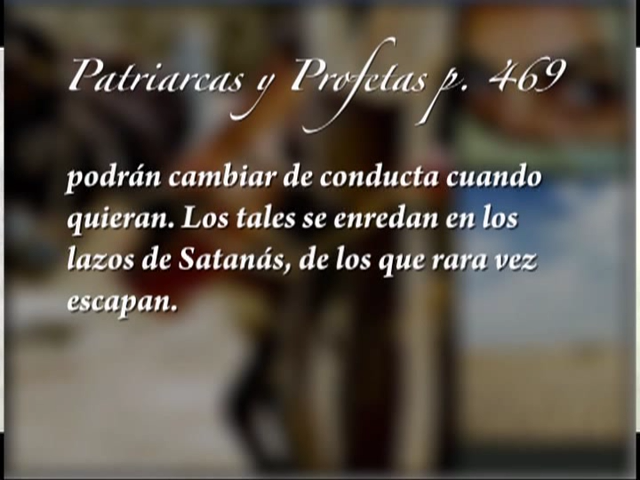 Patriarcas y Profetas p. 469
podrán cambiar de conducta cuando
quieran. Los tales se enredan en los
lazos de Satanás, de los que rara vez
escapan.